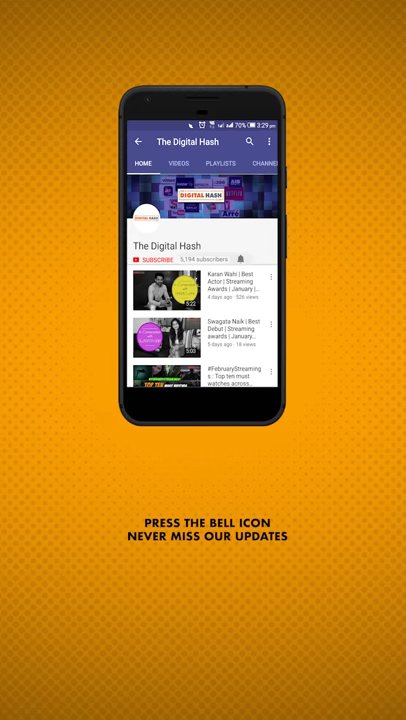 70% 3:29 pm
The Digital Hash
HOME VIDEOS PLAYLISTS CHANNE
DIGITAL HASH
DIGITAL HASH
The Digital Hash
SUBSCRIBE 5,194 subscribers
Karan Wahi | Best
Actor | Streaming
Awards | January |...
4 days ago · 526 views
5:22
Swagata Naik | Best
Debut | Streaming
awards | January...
5 days ago · 18 views
5:03
#FebruaryStreaming
s : Top ten must
watches across...
TOP TEN MUST
PRESS THE BELL ICON
NEVER MISS OUR UPDATES